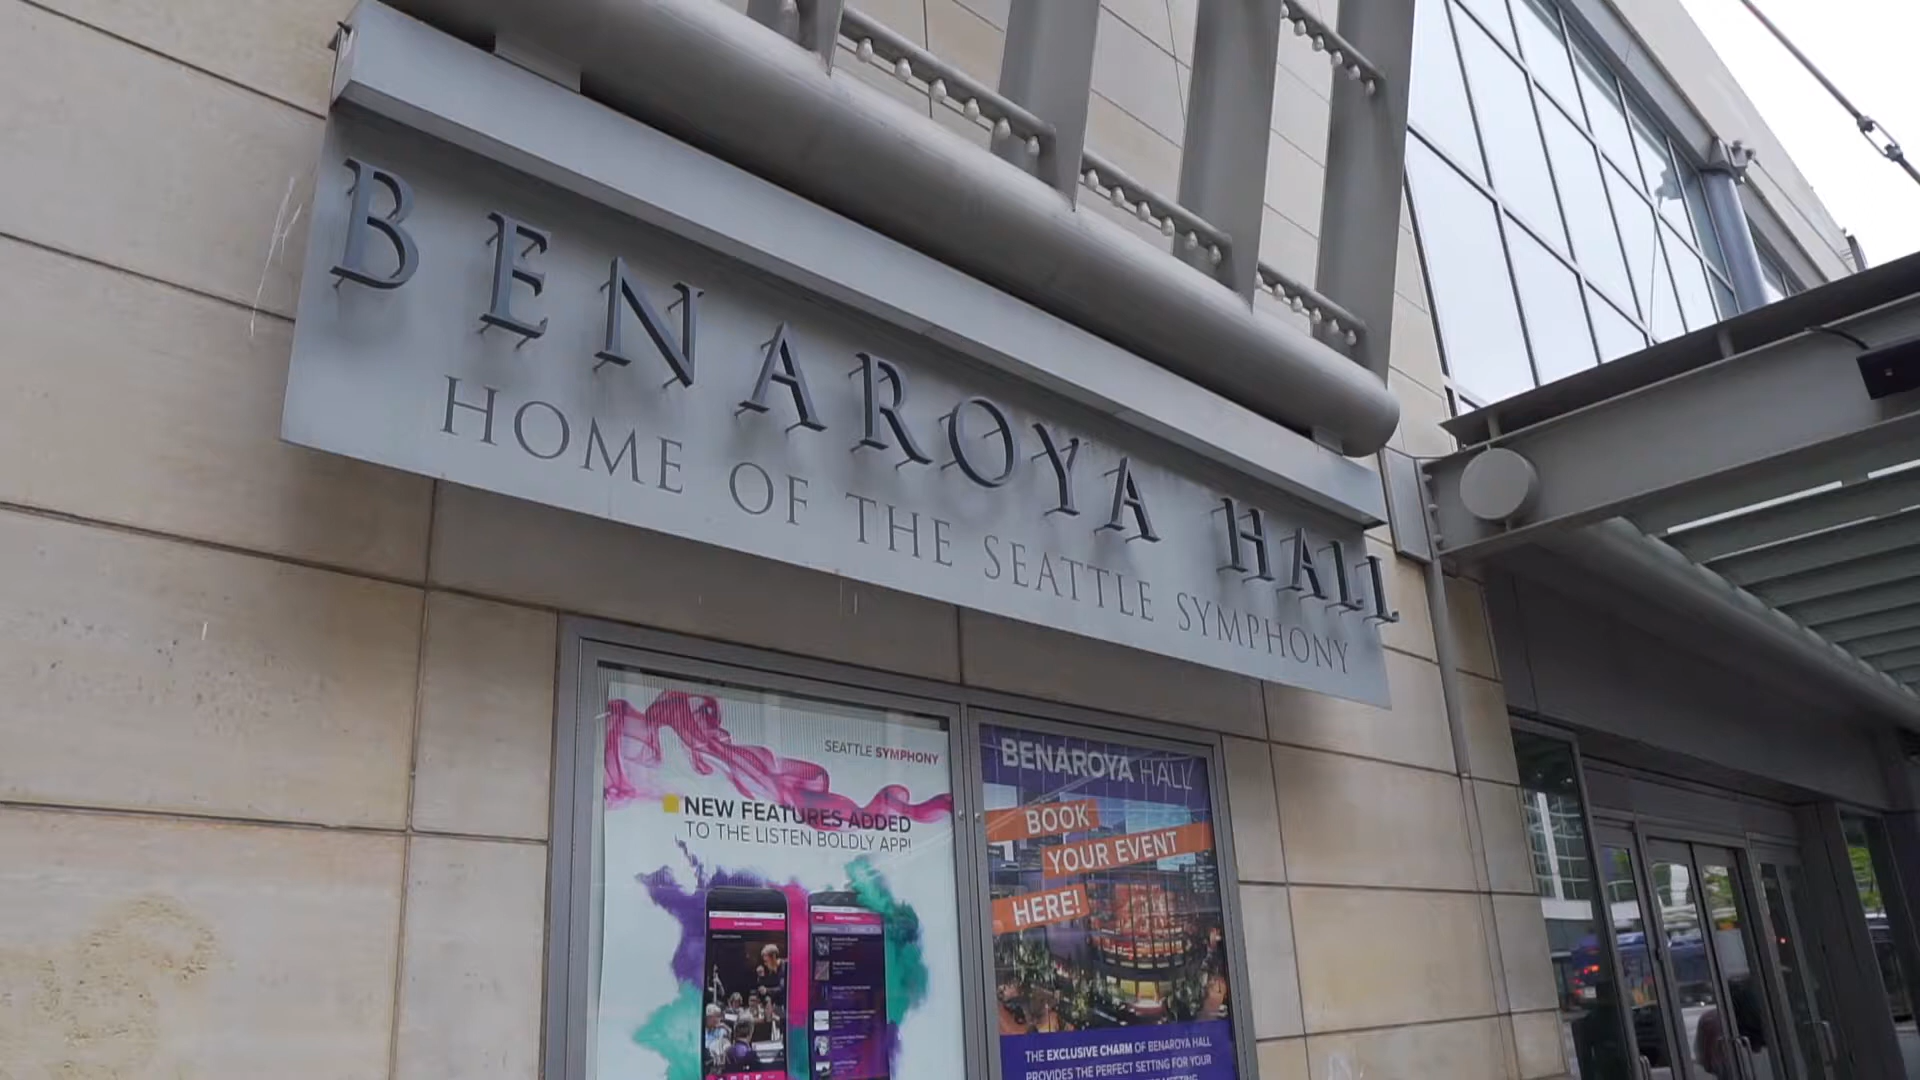 BENAROYA HALL
HOME OF THE SEATTLE SYMPHONY
SEATTLE SYMPHONY
NEW FEATURES ADDED
TO THE LISTEN BOLDLY APP!
BENAROYA HALL
BOOK
YOUR EVENT
HERE!
THE EXCLUSIVE CHARM OF BENAROYA HALL
PROVIDES THE PERFECT SETTING FOR YOUR